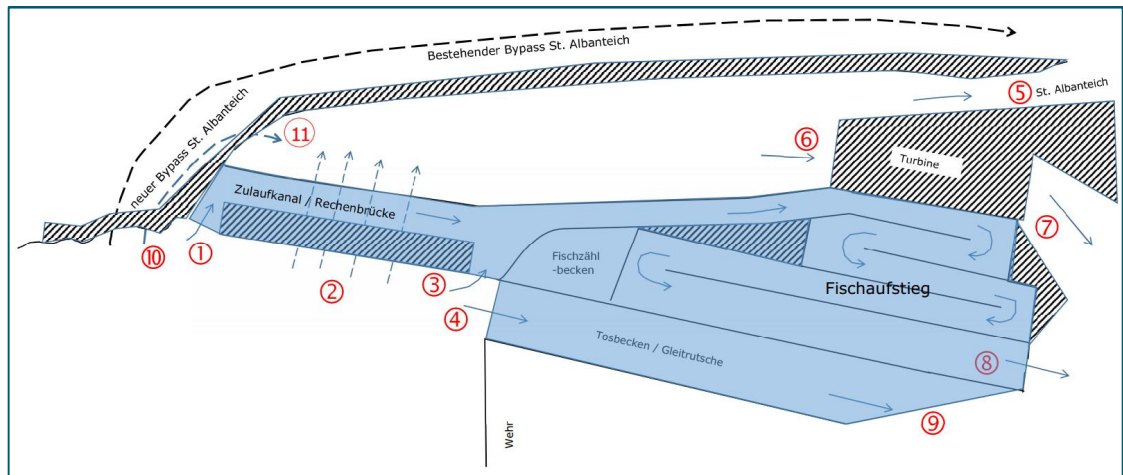 Bestehender Bypass St. Albanteich
neuer Bypass St. Albanteich
⑪
⑤ St. Albanteich
⑥
Turbine
Zulaufkanal / Rechenbrücke
⑦
⑩
①
②
③
Fischzähl
-becken
Fischaufstieg
④
Tosbecken / Gleitrutsche
⑧
⑨
Wehr